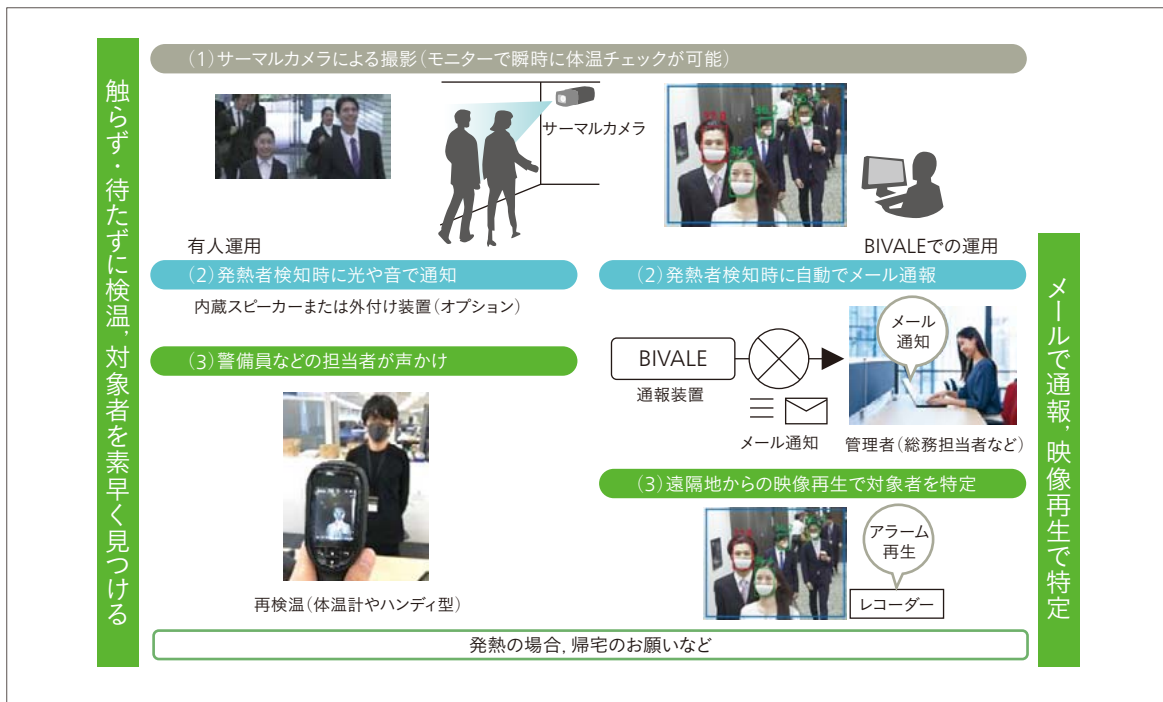 触らず・待たずに検温，対象者を素早く見つける
（1）サーマルカメラによる撮影（モニターで瞬時に体温チェックが可能）
サーマルカメラ
36.2
36.4
有人運用
（2）発熱者検知時に光や音で通知
内蔵スピーカーまたは外付け装置（オプション）
（3）警備員などの担当者が声かけ
再検温（体温計やハンディ型）
BIVALEでの運用
（2）発熱者検知時に自動でメール通報
メール
通知
BIVALE
通報装置
メール通知
管理者（総務担当者など）
（3）遠隔地からの映像再生で対象者を特定
アラーム
再生
レコーダー
メールで通報，映像再生で特定
発熱の場合，帰宅のお願いなど